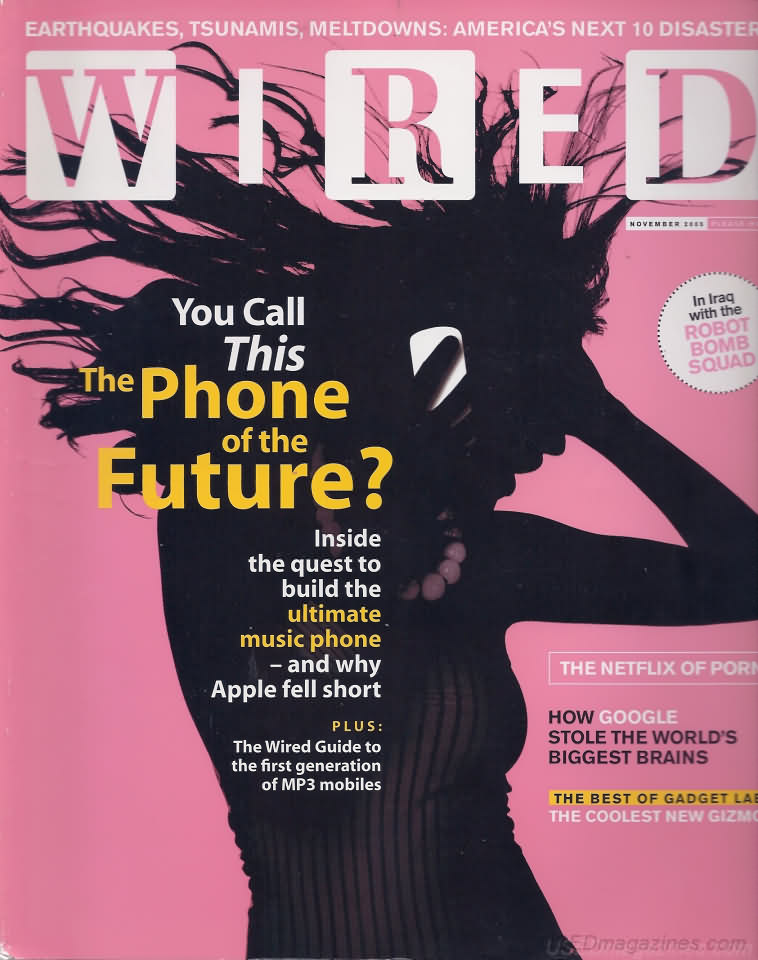 EARTHQUAKES, TSUNAMIS, MELTDOWNS: AMERICA'S NEXT 10 DISASTER
WIRED
NOVEMBER 2005
In Iraq
with the
ROBOT
BOMB
SQUAD
You Call
This
The Phone
of the
Future?
Inside
the quest to
build the
ultimate
music phone
– and why
Apple fell short
PLUS:
The Wired Guide to
the first generation
of MP3 mobiles
THE NETFLIX OF PORN
HOW GOOGLE
STOLE THE WORLD'S
BIGGEST BRAINS
THE BEST OF GADGET LAB
THE COOLEST NEW GIZMO
USEDmagazines.com